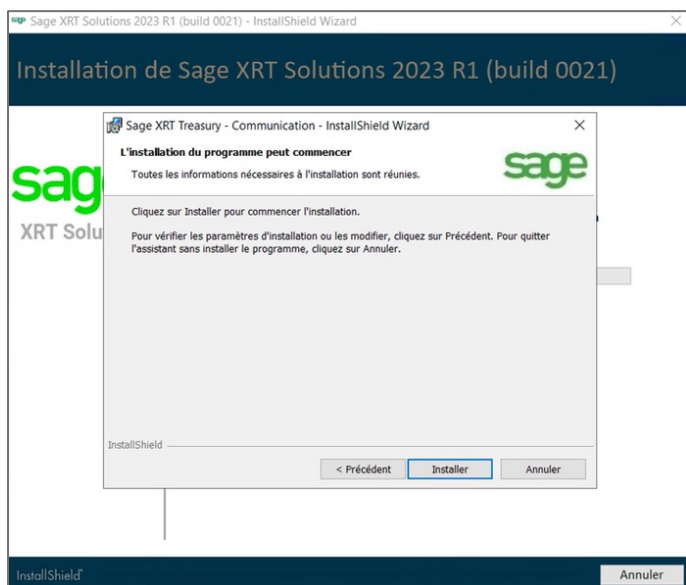 Sage XRT Solutions 2023 R1 (build 0021) - InstallShield Wizard
Installation de Sage XRT Solutions 2023 R1 (build 0021)
Sage XRT Treasury - Communication - InstallShield Wizard
L'installation du programme peut commencer
Toutes les informations nécessaires à l'installation sont réunies.
sage
sag
XRT Solu
Cliquez sur Installer pour commencer l'installation.
Pour vérifier les paramètres d'installation ou les modifier, cliquez sur Précédent. Pour quitter
l'assistant sans installer le programme, cliquez sur Annuler.
InstallShield
< Précédent Installer Annuler
InstallShield
Annuler